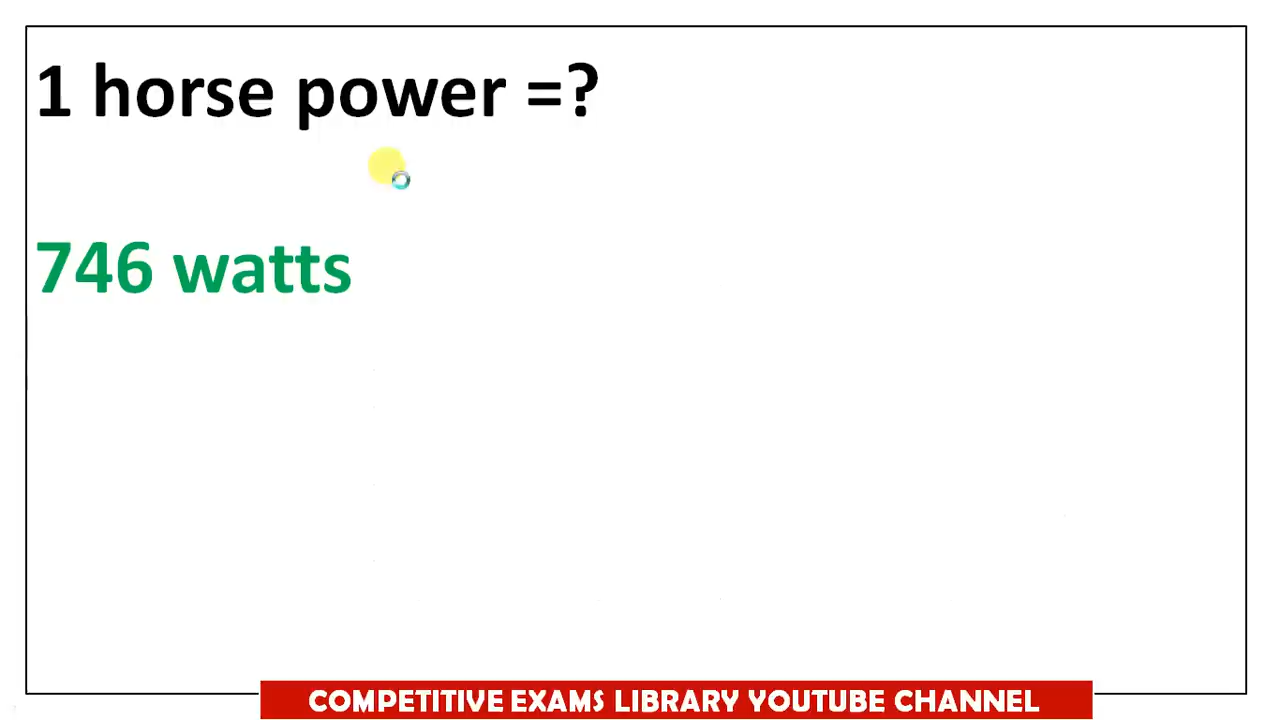 1 horse power =?
746 watts
COMPETITIVE EXAMS LIBRARY YOUTUBE CHANNEL